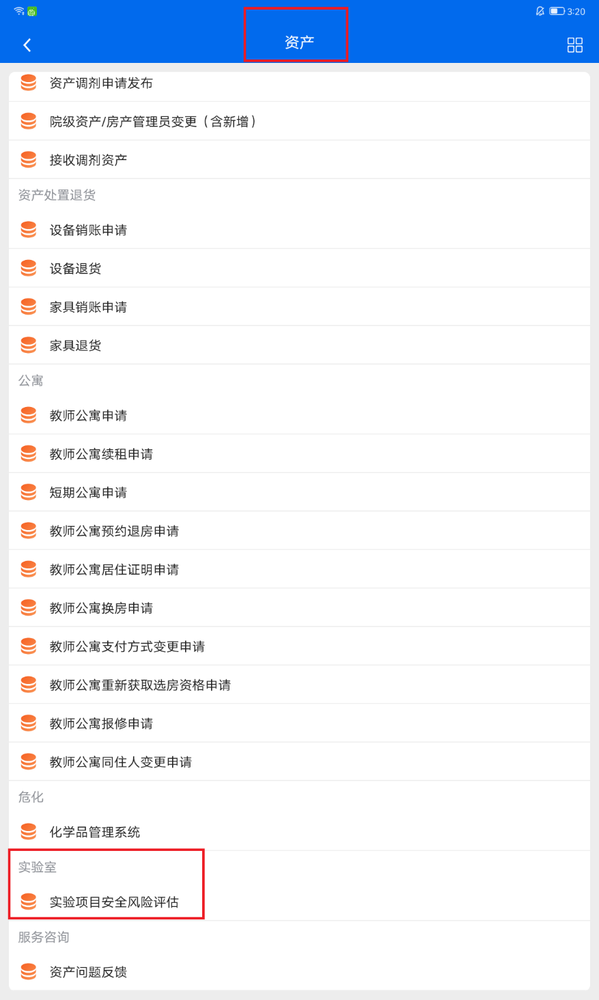 3:20
资产
资产调剂申请发布
院级资产/房产管理员变更（含新增）
接收调剂资产
资产处置退货
设备销账申请
设备退货
家具销账申请
家具退货
公寓
教师公寓申请
教师公寓续租申请
短期公寓申请
教师公寓预约退房申请
教师公寓居住证明申请
教师公寓换房申请
教师公寓支付方式变更申请
教师公寓重新获取选房资格申请
教师公寓报修申请
教师公寓同住人变更申请
危化
化学品管理系统
实验室
实验项目安全风险评估
服务咨询
资产问题反馈